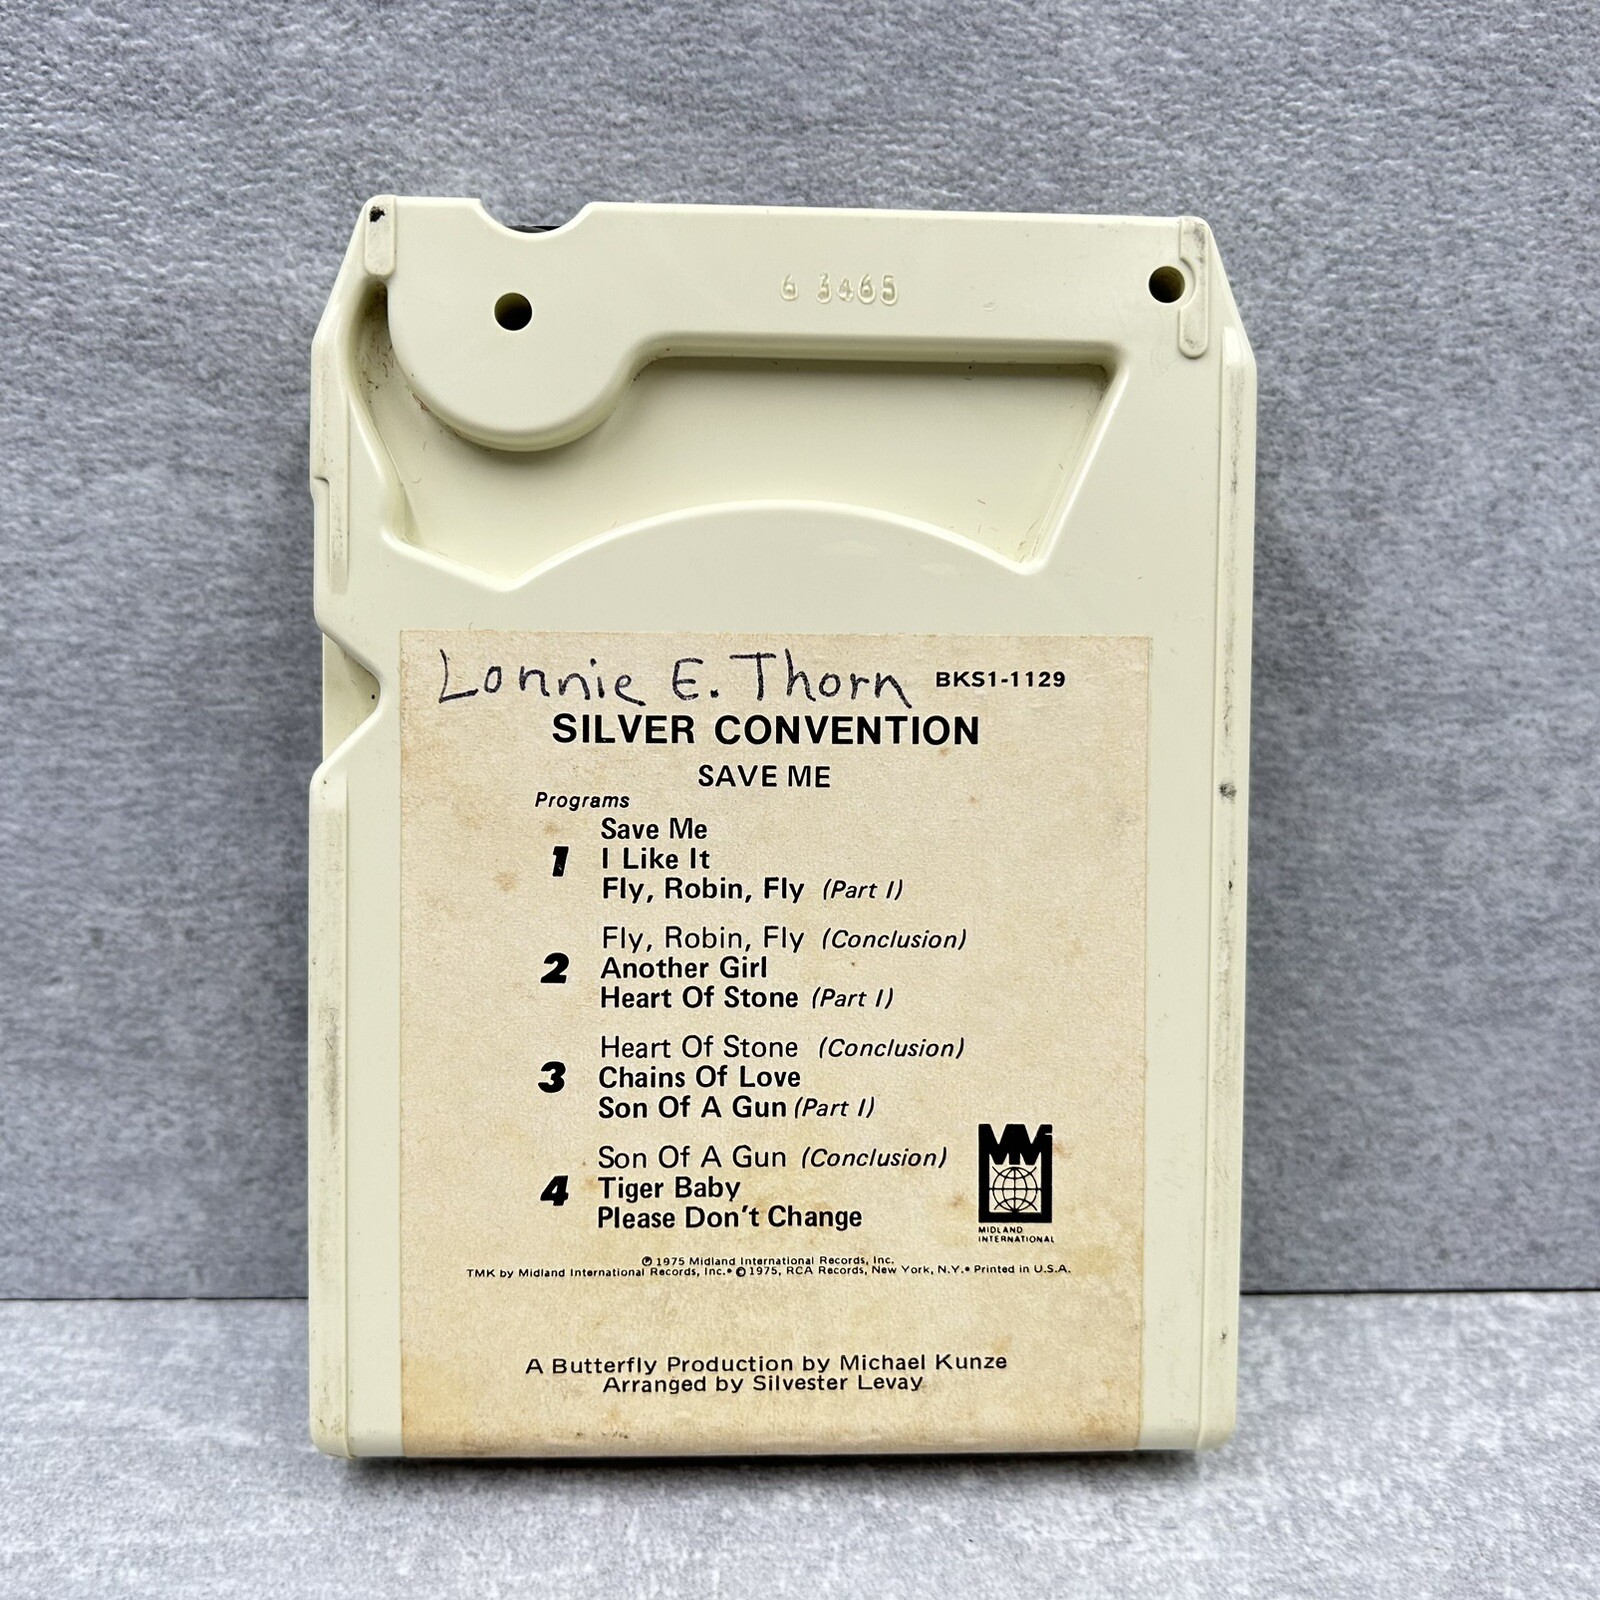 6 3465
Lonnie E. Thorn BKS1-1129
SILVER CONVENTION
SAVE ME
Programs
Save Me
1 I Like It
Fly, Robin, Fly (Part I)
Fly, Robin, Fly (Conclusion)
2 Another Girl
Heart Of Stone (Part I)
Heart Of Stone (Conclusion)
3 Chains Of Love
Son Of A Gun (Part I)
Son Of A Gun (Conclusion)
4 Tiger Baby
Please Don't Change
MIDLAND
INTERNATIONAL
℗ 1975 Midland International Records, Inc.
TMK by Midland International Records, Inc.• © 1975, RCA Records, New York, N.Y.• Printed in U.S.A.
A Butterfly Production by Michael Kunze
Arranged by Silvester Levay